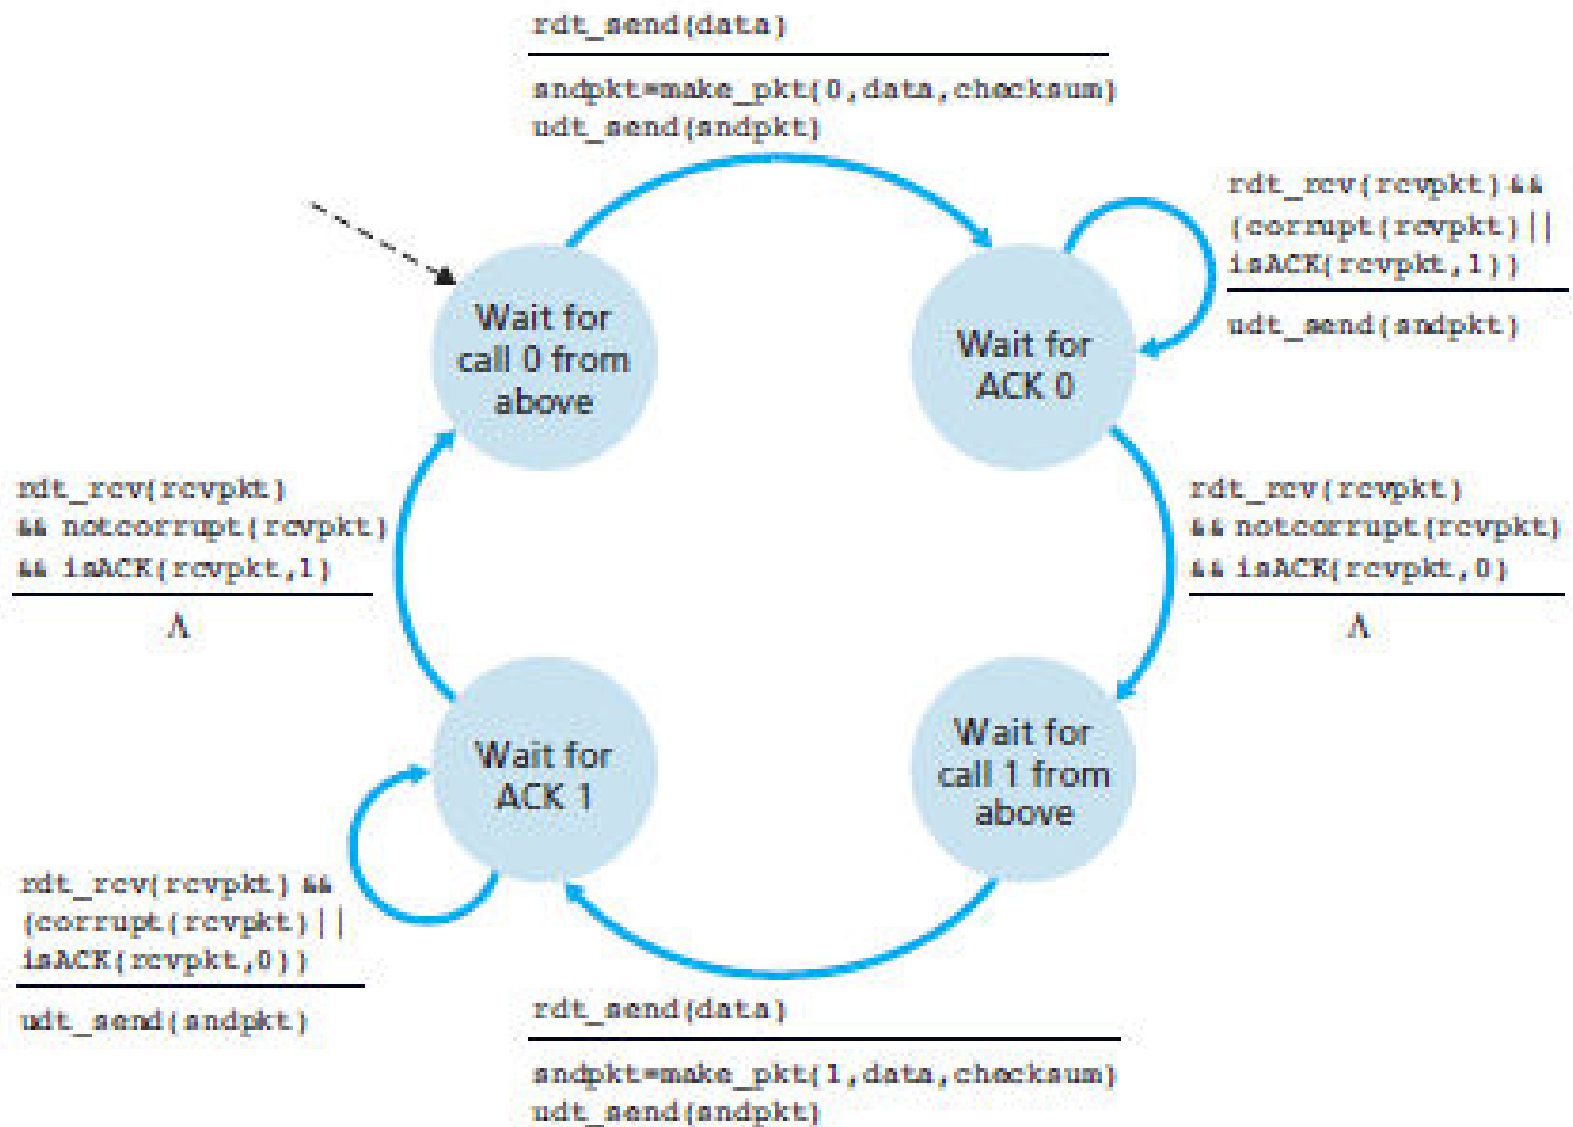 rdt_send(data)
sndpkt=make_pkt(0,data,checksum)
udt_send(sndpkt)
rdt_rcv(rcvpkt)&&
(corrupt(rcvpkt)||
isACK(rcvpkt,1))
udt_send(sndpkt)
Wait for
call 0 from
above
Wait for
ACK 0
rdt_rcv(rcvpkt)
&& notcorrupt(rcvpkt)
&& isACK(rcvpkt,1)
Λ
rdt_rcv(rcvpkt)
&& notcorrupt(rcvpkt)
&& isACK(rcvpkt,0)
Λ
Wait for
ACK 1
Wait for
call 1 from
above
rdt_rcv(rcvpkt)&&
(corrupt(rcvpkt)||
isACK(rcvpkt,0))
udt_send(sndpkt)
rdt_send(data)
sndpkt=make_pkt(1,data,checksum)
udt_send(sndpkt)